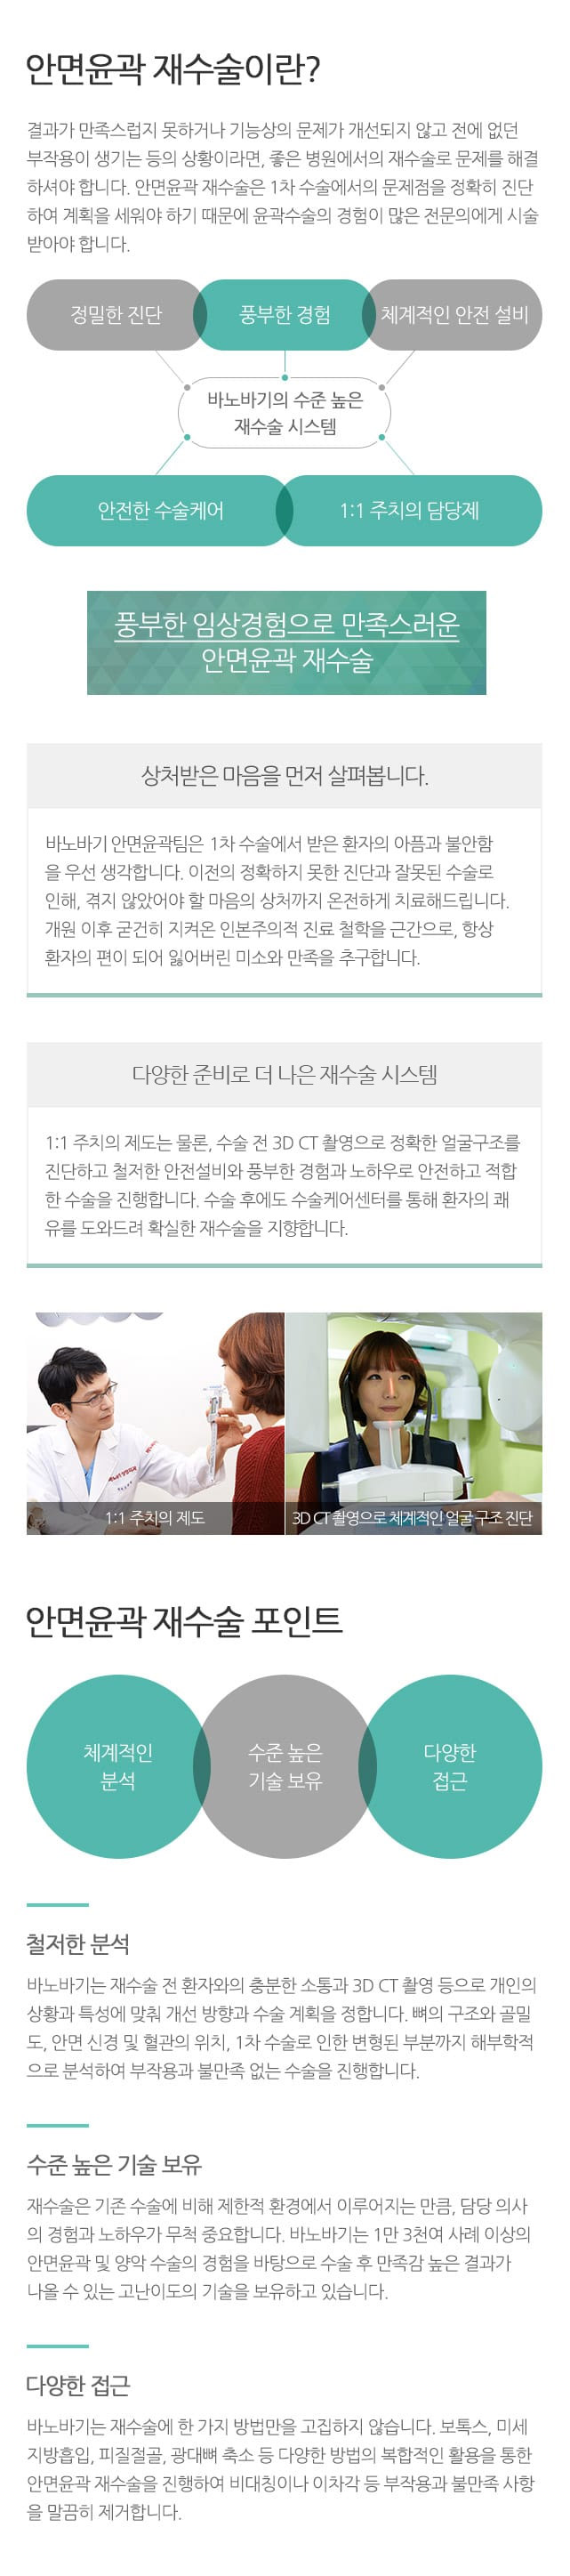 안면윤곽 재수술이란?
결과가 만족스럽지 못하거나 기능상의 문제가 개선되지 않고 전에 없던
부작용이 생기는 등의 상황이라면, 좋은 병원에서의 재수술로 문제를 해결
하셔야 합니다. 안면윤곽 재수술은 1차 수술에서의 문제점을 정확히 진단
하여 계획을 세워야 하기 때문에 윤곽수술의 경험이 많은 전문의에게 시술
받아야 합니다.
정밀한 진단
풍부한 경험
체계적인 안전 설비
바노바기의 수준 높은
재수술 시스템
안전한 수술케어
1:1 주치의 담당제
풍부한 임상경험으로 만족스러운
안면윤곽 재수술
상처받은 마음을 먼저 살펴봅니다.
바노바기 안면윤곽팀은 1차 수술에서 받은 환자의 아픔과 불안함
을 우선 생각합니다. 이전의 정확하지 못한 진단과 잘못된 수술로
인해, 겪지 않았어야 할 마음의 상처까지 온전하게 치료해드립니다.
개원 이후 굳건히 지켜온 인본주의적 진료 철학을 근간으로, 항상
환자의 편이 되어 잃어버린 미소와 만족을 추구합니다.
다양한 준비로 더 나은 재수술 시스템
1:1 주치의 제도는 물론, 수술 전 3D CT 촬영으로 정확한 얼굴구조를
진단하고 철저한 안전설비와 풍부한 경험과 노하우로 안전하고 적합
한 수술을 진행합니다. 수술 후에도 수술케어센터를 통해 환자의 쾌
유를 도와드려 확실한 재수술을 지향합니다.
1:1 주치의 제도
3D CT 촬영으로 체계적인 얼굴 구조 진단
안면윤곽 재수술 포인트
체계적인
분석
수준 높은
기술 보유
다양한
접근
철저한 분석
바노바기는 재수술 전 환자와의 충분한 소통과 3D CT 촬영 등으로 개인의
상황과 특성에 맞춰 개선 방향과 수술 계획을 정합니다. 뼈의 구조와 골밀
도, 안면 신경 및 혈관의 위치, 1차 수술로 인한 변형된 부분까지 해부학적
으로 분석하여 부작용과 불만족 없는 수술을 진행합니다.
수준 높은 기술 보유
재수술은 기존 수술에 비해 제한적 환경에서 이루어지는 만큼, 담당 의사
의 경험과 노하우가 무척 중요합니다. 바노바기는 1만 3천여 사례 이상의
안면윤곽 및 양악 수술의 경험을 바탕으로 수술 후 만족감 높은 결과가
나올 수 있는 고난이도의 기술을 보유하고 있습니다.
다양한 접근
바노바기는 재수술에 한 가지 방법만을 고집하지 않습니다. 보톡스, 미세
지방흡입, 피질절골, 광대뼈 축소 등 다양한 방법의 복합적인 활용을 통한
안면윤곽 재수술을 진행하여 비대칭이나 이차각 등 부작용과 불만족 사항
을 말끔히 제거합니다.